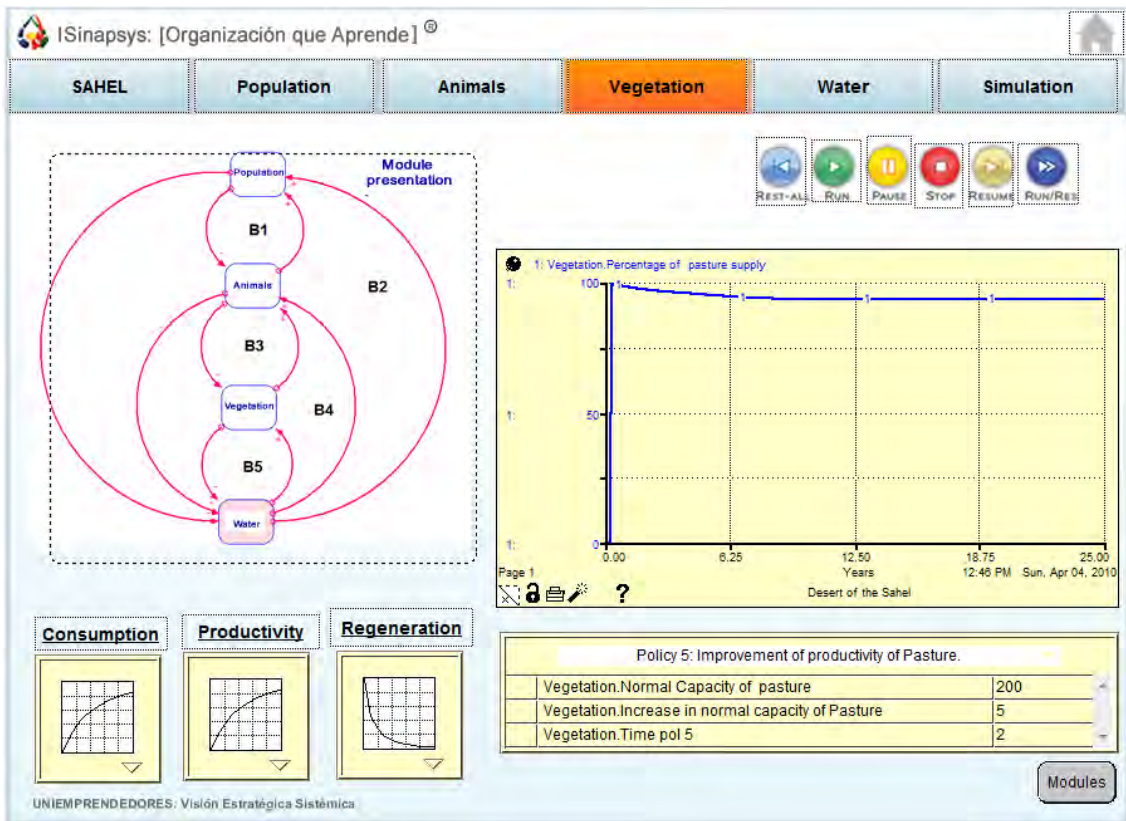 ISinapsys: [Organización que Aprende] ®
SAHEL Population Animals Vegetation Water Simulation
Module
presentation
Population
B1
B2
Animals
B3
Vegetation
B4
B5
Water
REST-ALL RUN PAUSE STOP RESUME RUN/RES
1: Vegetation.Percentage of pasture supply
1: 100
1
1
1
1
1: 50
1: 0
0.00 6.25 12.50 18.75 25.00
Page 1 Years 12:46 PM Sun, Apr 04, 2010
? Desert of the Sahel
Consumption Productivity Regeneration
Policy 5: Improvement of productivity of Pasture.
Vegetation.Normal Capacity of pasture 200
Vegetation.Increase in normal capacity of Pasture 5
Vegetation.Time pol 5 2
Modules
UNIEMPRENDEDORES: Visión Estratégica Sistémica